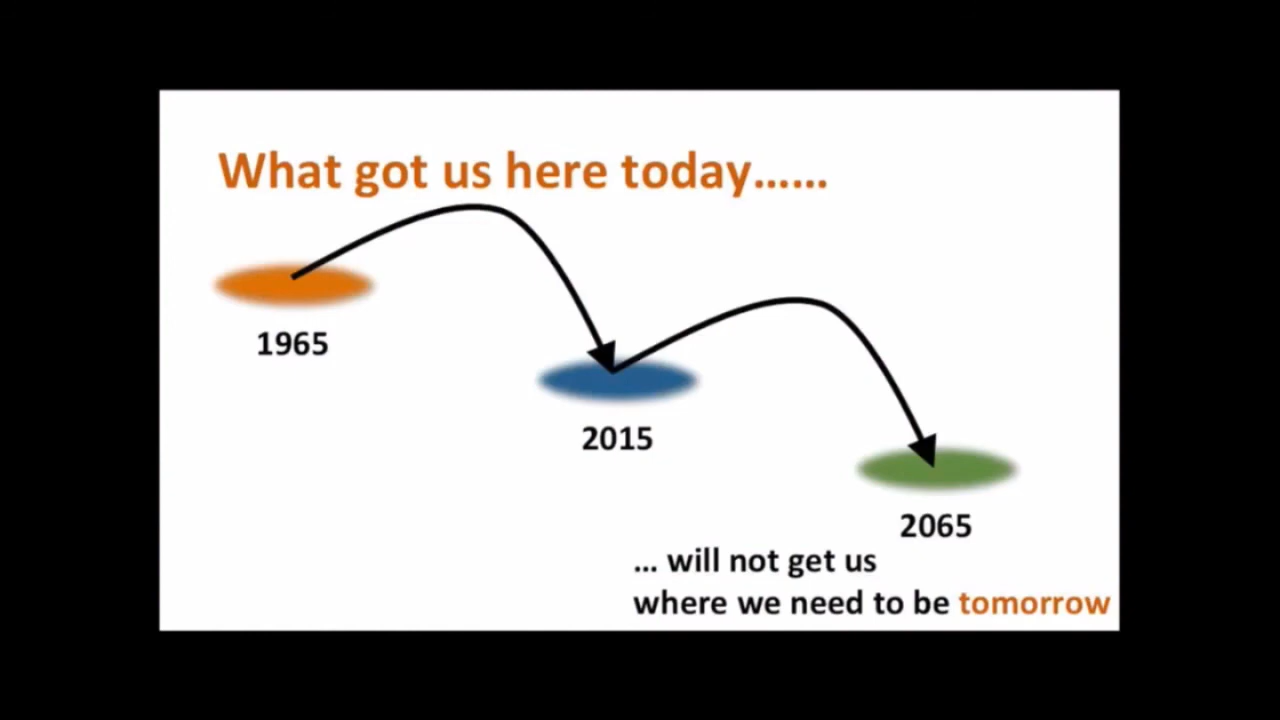 What got us here today......
1965
2015
2065
... will not get us
where we need to be tomorrow